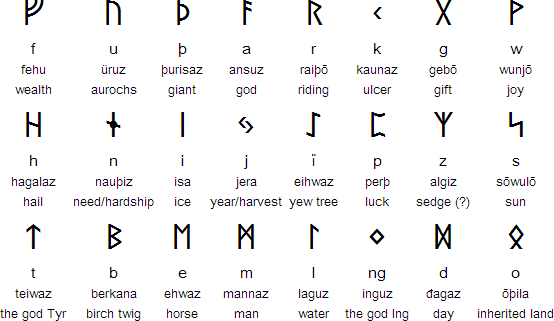 ᚠ ᚢ ᚦ ᚨ ᚱ ᚲ ᚷ ᚹ
f u þ a r k g w
fehu üruz þurisaz ansuz raiþō kaunaz gebō wunjō
wealth aurochs giant god riding ulcer gift joy
ᚺ ᚾ ᛁ ᛃ ᛇ ᛈ ᛉ ᛋ
h n i j ï p z s
hagalaz nauþiz isa jera eihwaz perþ algiz sōwulō
hail need/hardship ice year/harvest yew tree luck sedge (?) sun
ᛏ ᛒ ᛖ ᛗ ᛚ ᛜ ᛞ ᛟ
t b e m l ng d o
teiwaz berkana ehwaz mannaz laguz inguz đagaz ōþila
the god Tyr birch twig horse man water the god Ing day inherited land